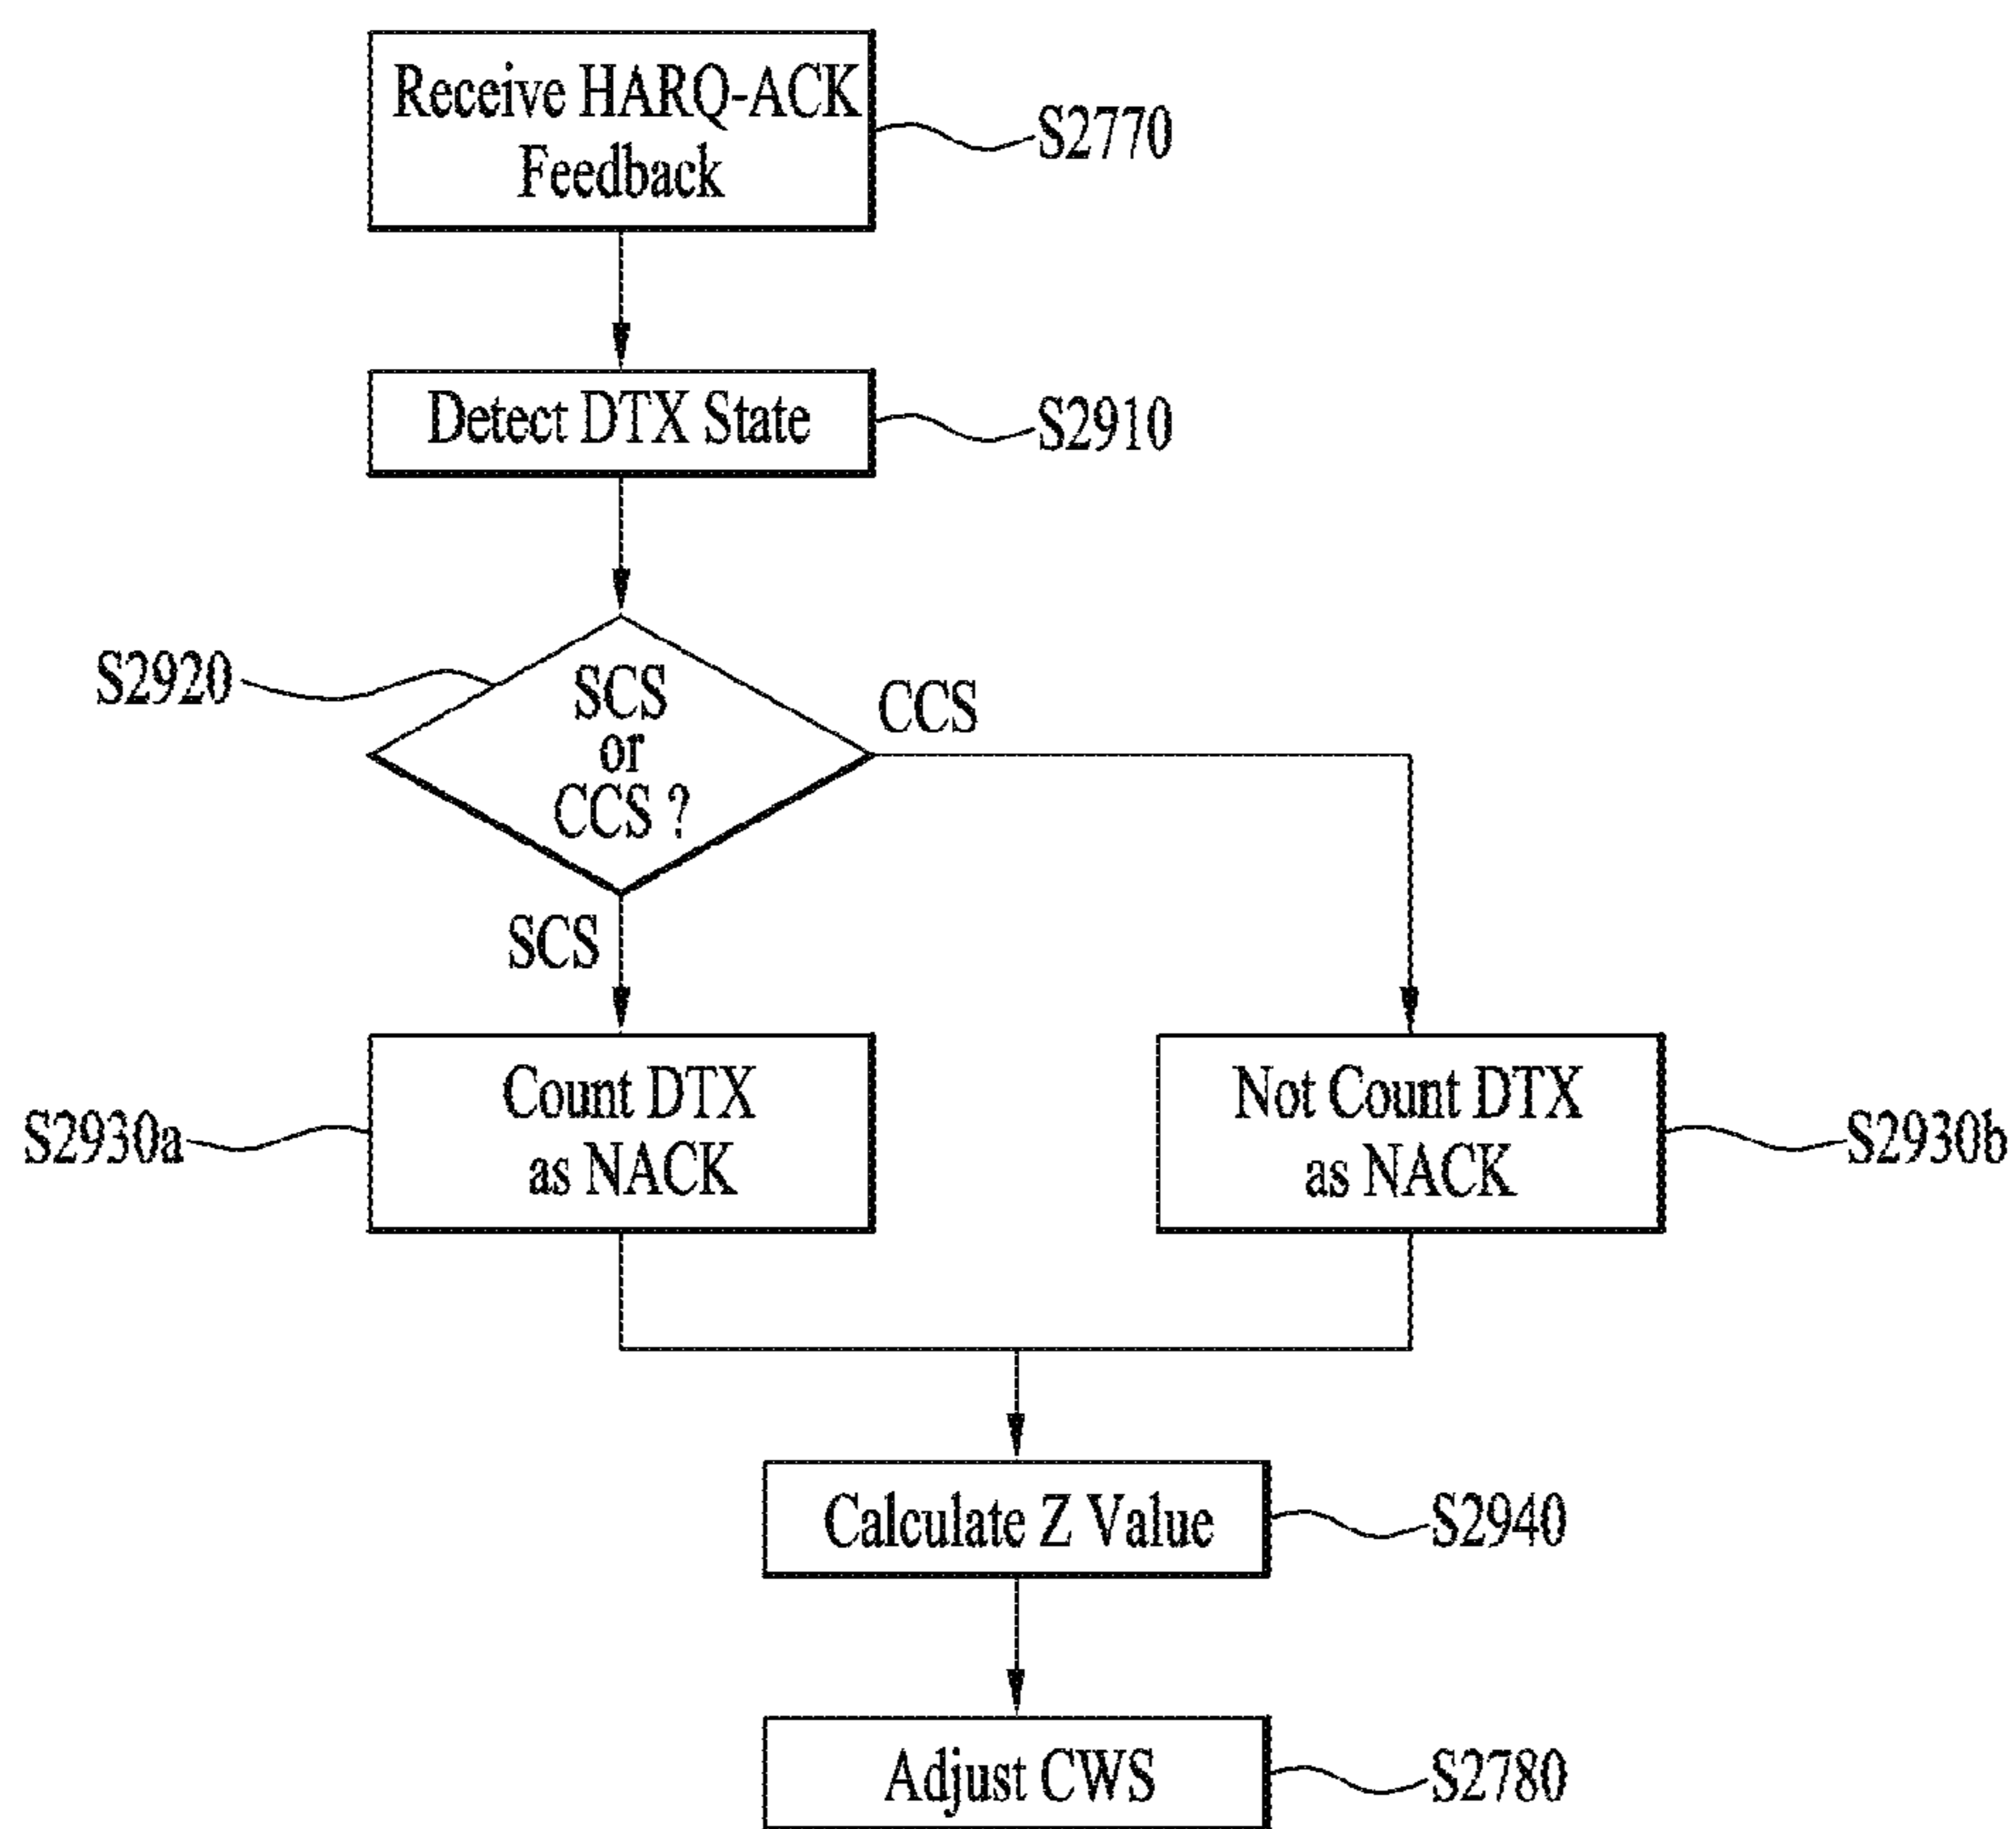 Receive HARQ-ACK
Feedback
S2770
Detect DTX State
S2910
S2920
SCS
or
CCS ?
CCS
SCS
Count DTX
as NACK
S2930a
Not Count DTX
as NACK
S2930b
Calculate Z Value
S2940
Adjust CWS
S2780